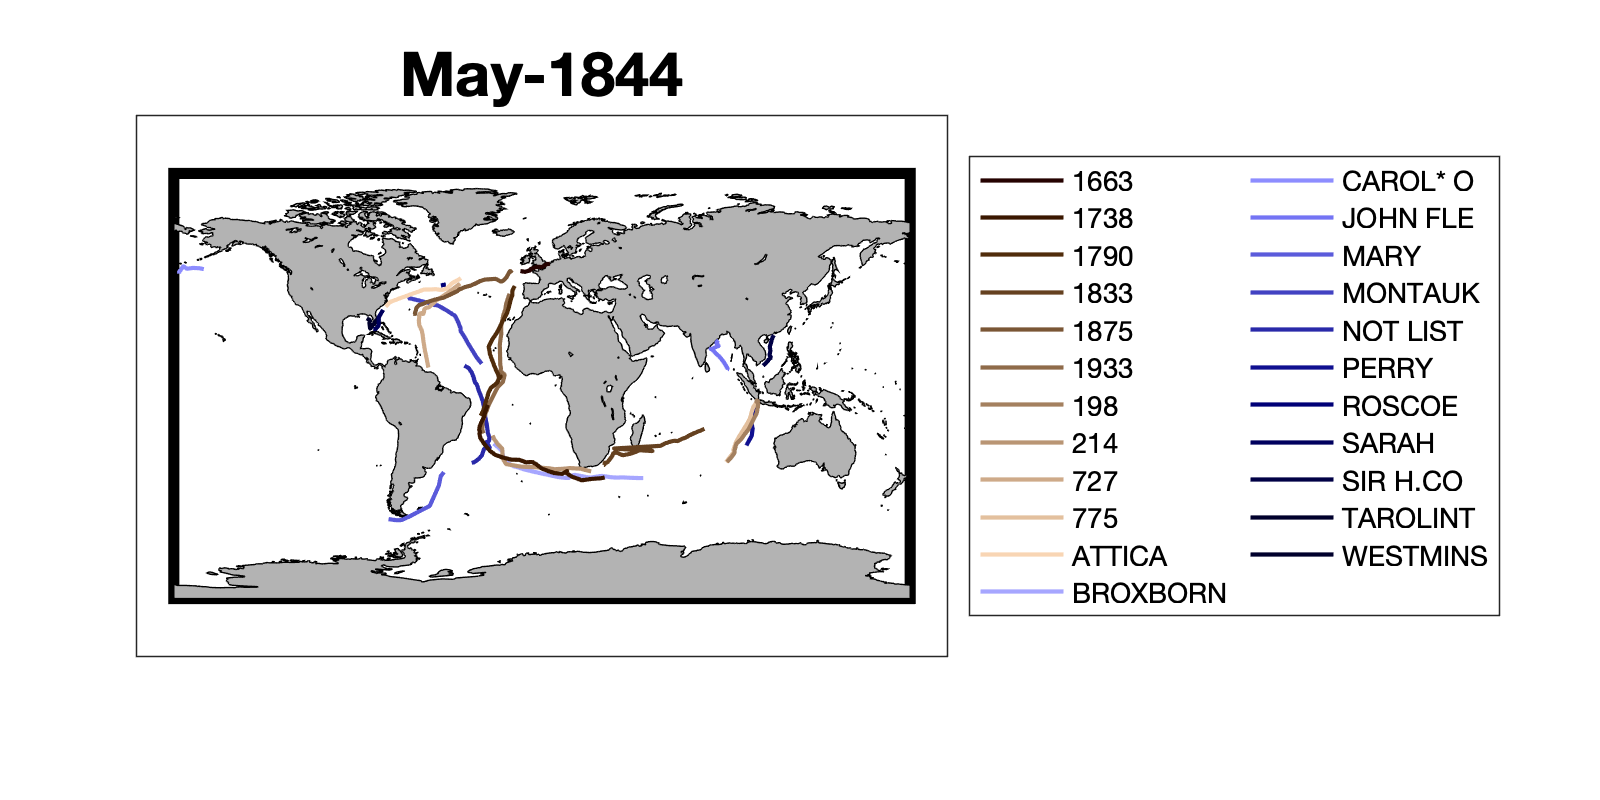 May-1844
1663
1738
1790
1833
1875
1933
198
214
727
775
ATTICA
BROXBORN
CAROL* O
JOHN FLE
MARY
MONTAUK
NOT LIST
PERRY
ROSCOE
SARAH
SIR H.CO
TAROLINT
WESTMINS